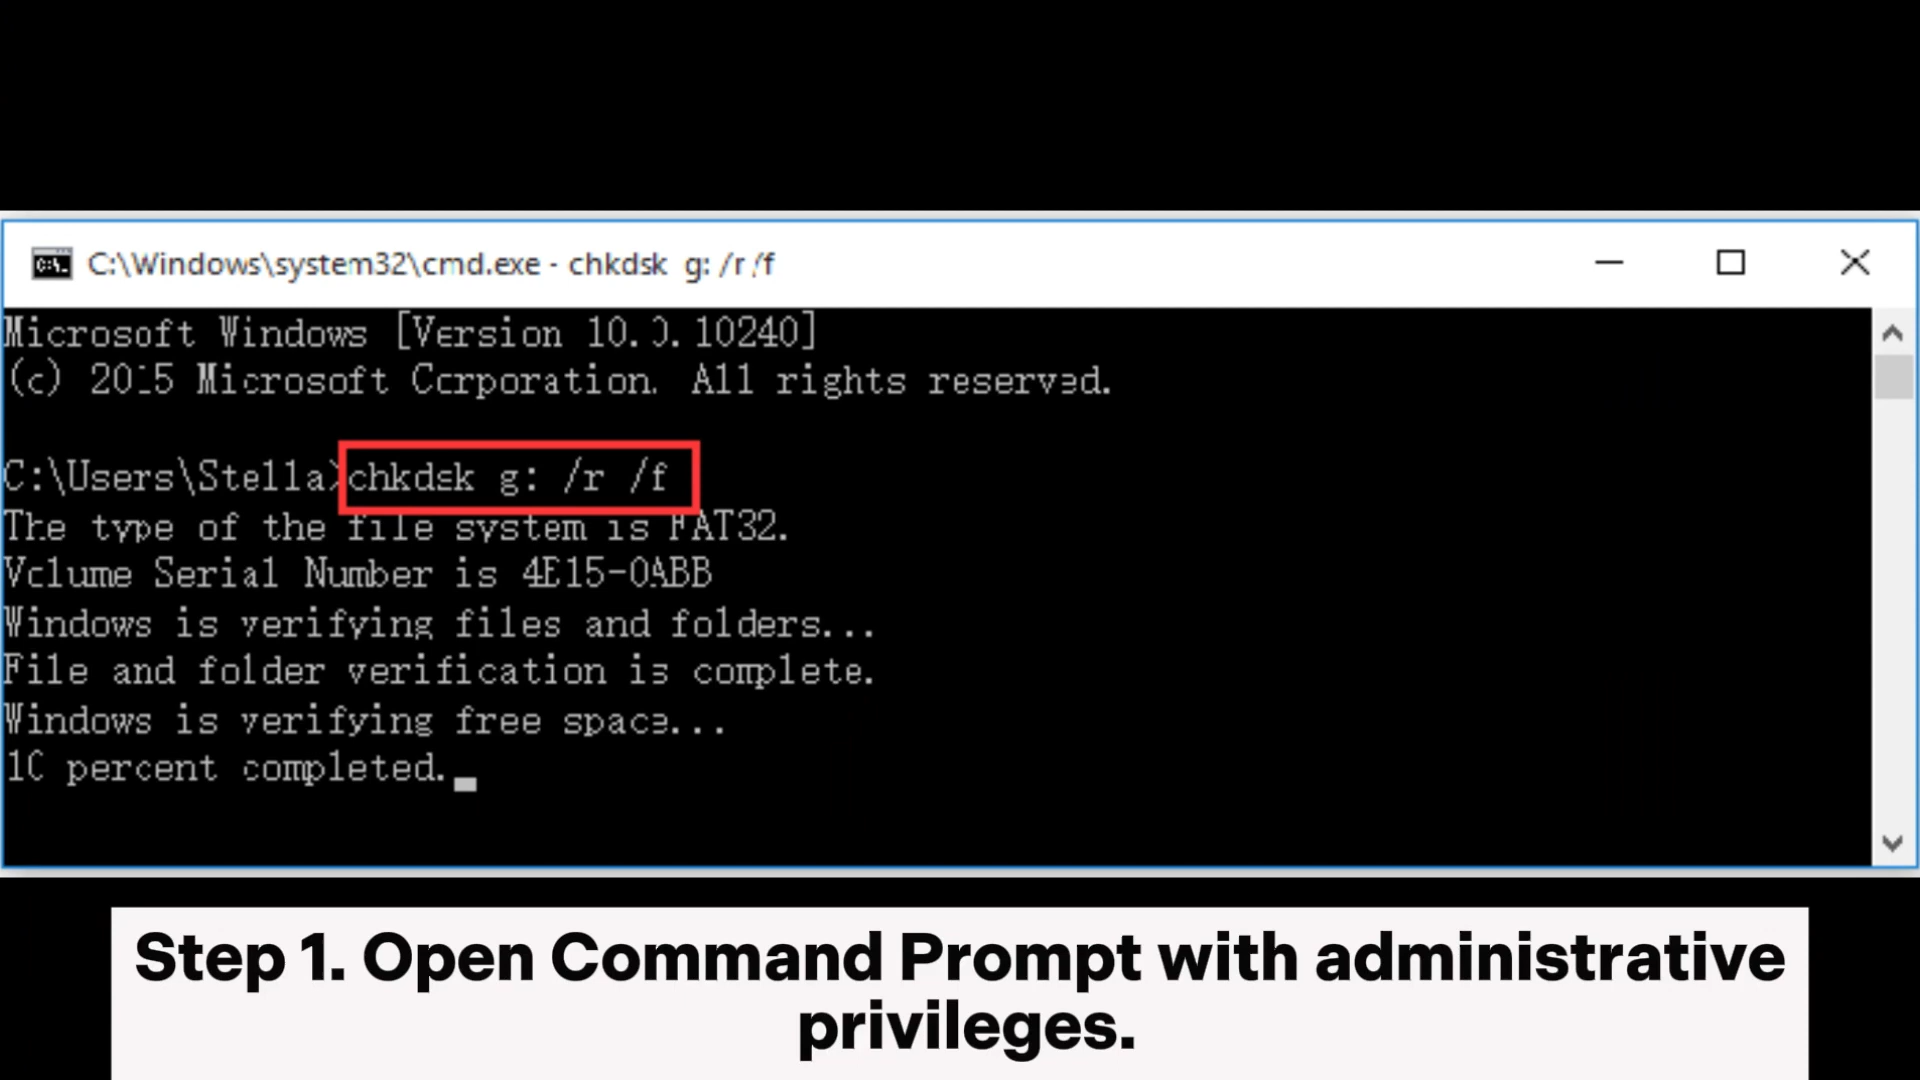 C:\Windows\system32\cmd.exe - chkdsk g: /r /f
Microsoft Windows [Version 10.0.10240]
(c) 2015 Microsoft Corporation. All rights reserved.
C:\Users\Stella>chkdsk g: /r /f
The type of the file system is FAT32.
Volume Serial Number is 4E15-0ABB
Windows is verifying files and folders...
File and folder verification is complete.
Windows is verifying free space...
10 percent completed.
Step 1. Open Command Prompt with administrative
privileges.